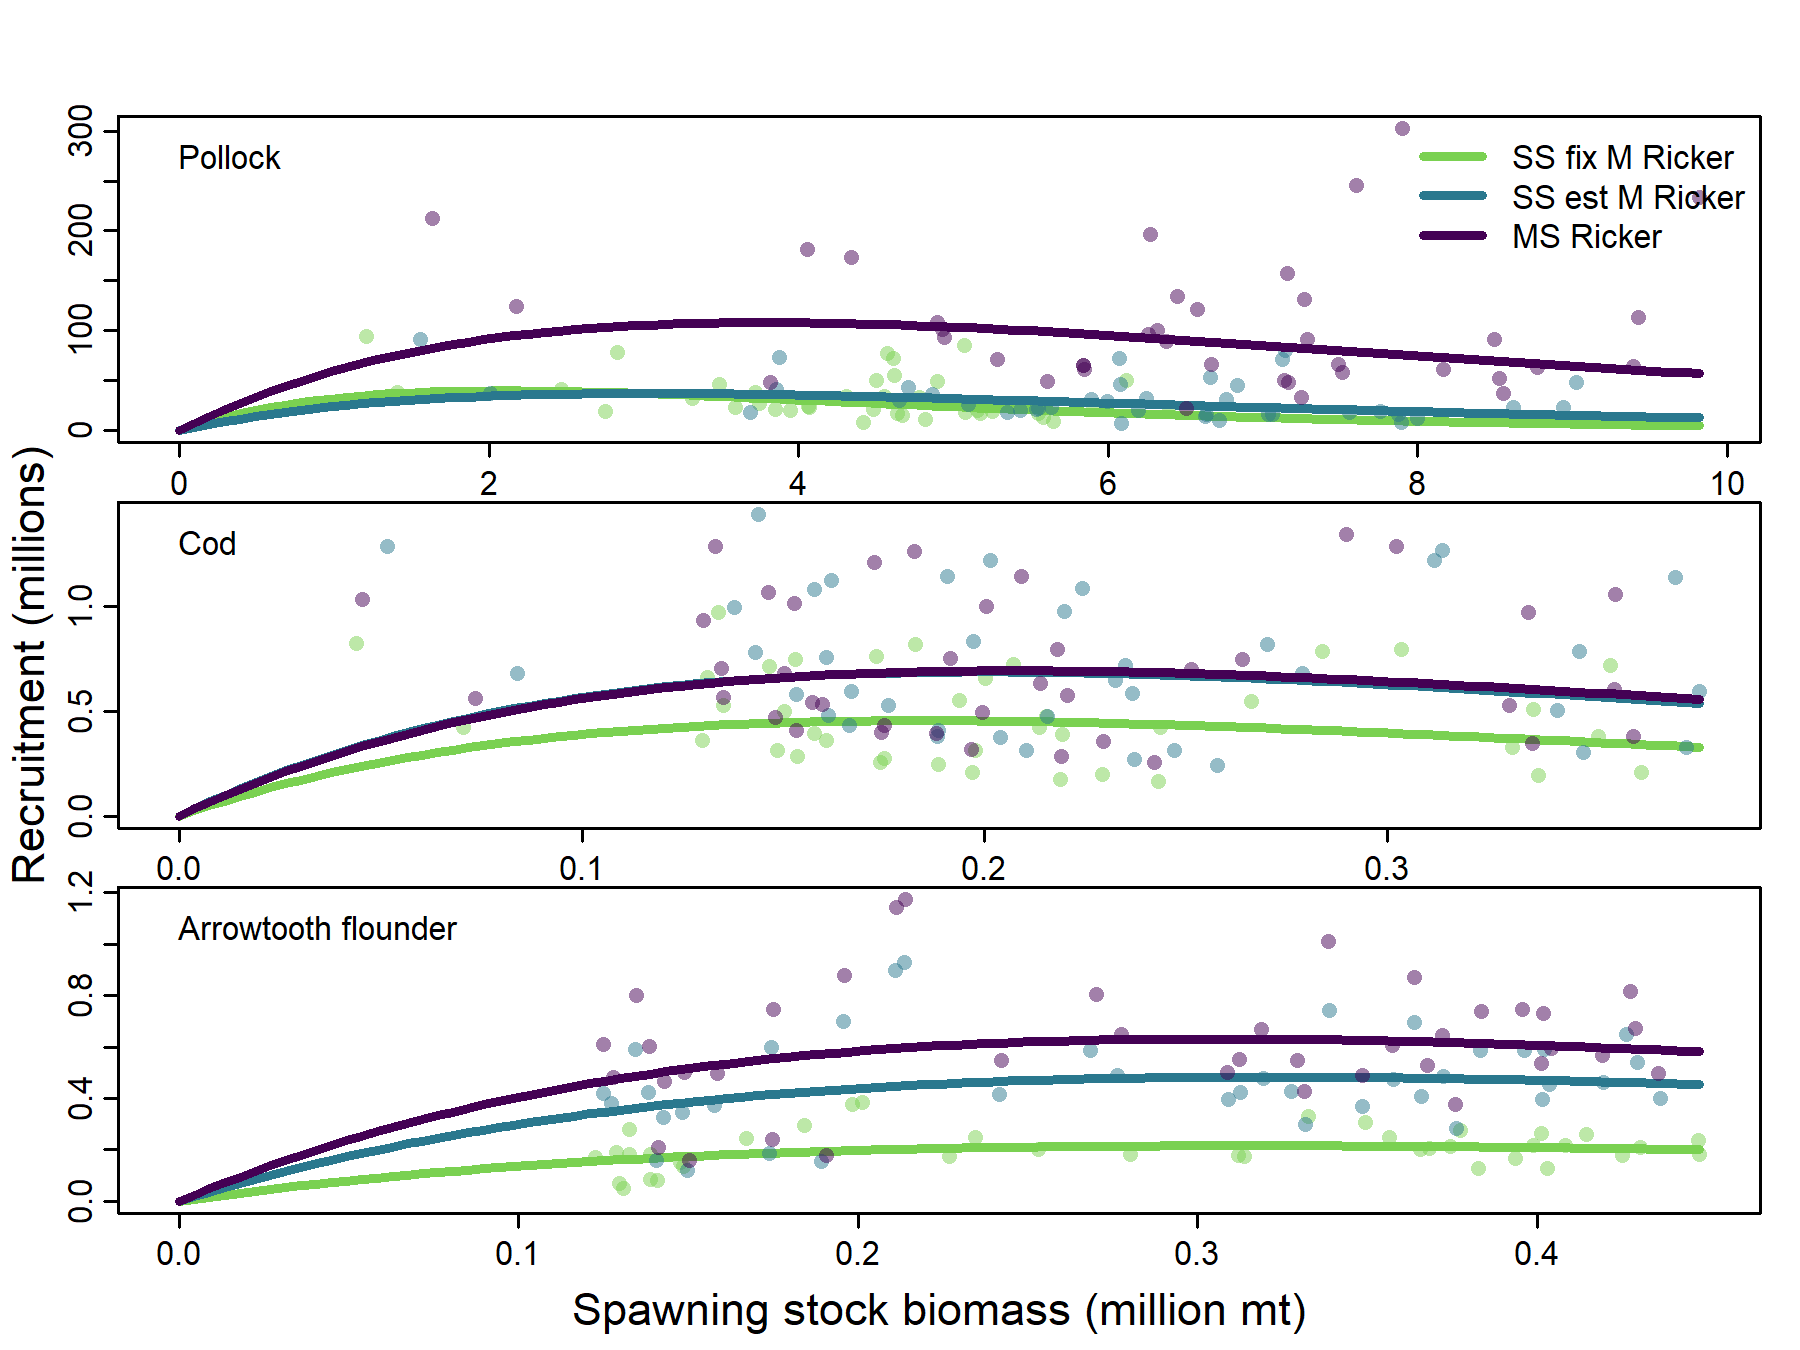 Pollock
SS fix M Ricker
SS est M Ricker
MS Ricker
300
200
100
0
0 2 4 6 8 10
Cod
1.0
0.5
0.0
0.0 0.1 0.2 0.3
Arrowtooth flounder
1.2
0.8
0.4
0.0
0.0 0.1 0.2 0.3 0.4
Recruitment (millions)
Spawning stock biomass (million mt)